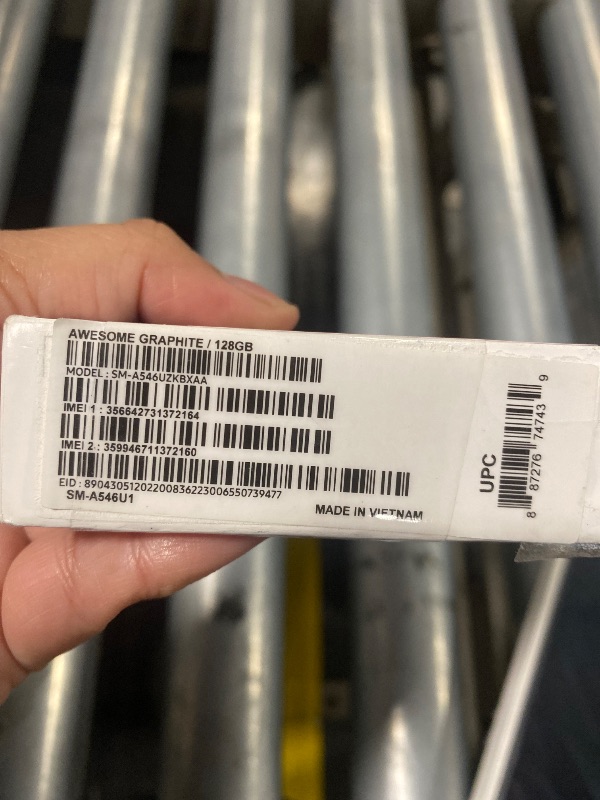 AWESOME GRAPHITE / 128GB
MODEL : SM-A546UZKBXAA
IMEI 1 : 356642731372164
IMEI 2 : 359946711372160
EID : 89043051202200836223006550739477
SM-A546U1
MADE IN VIETNAM
UPC
8 87276 74743 9